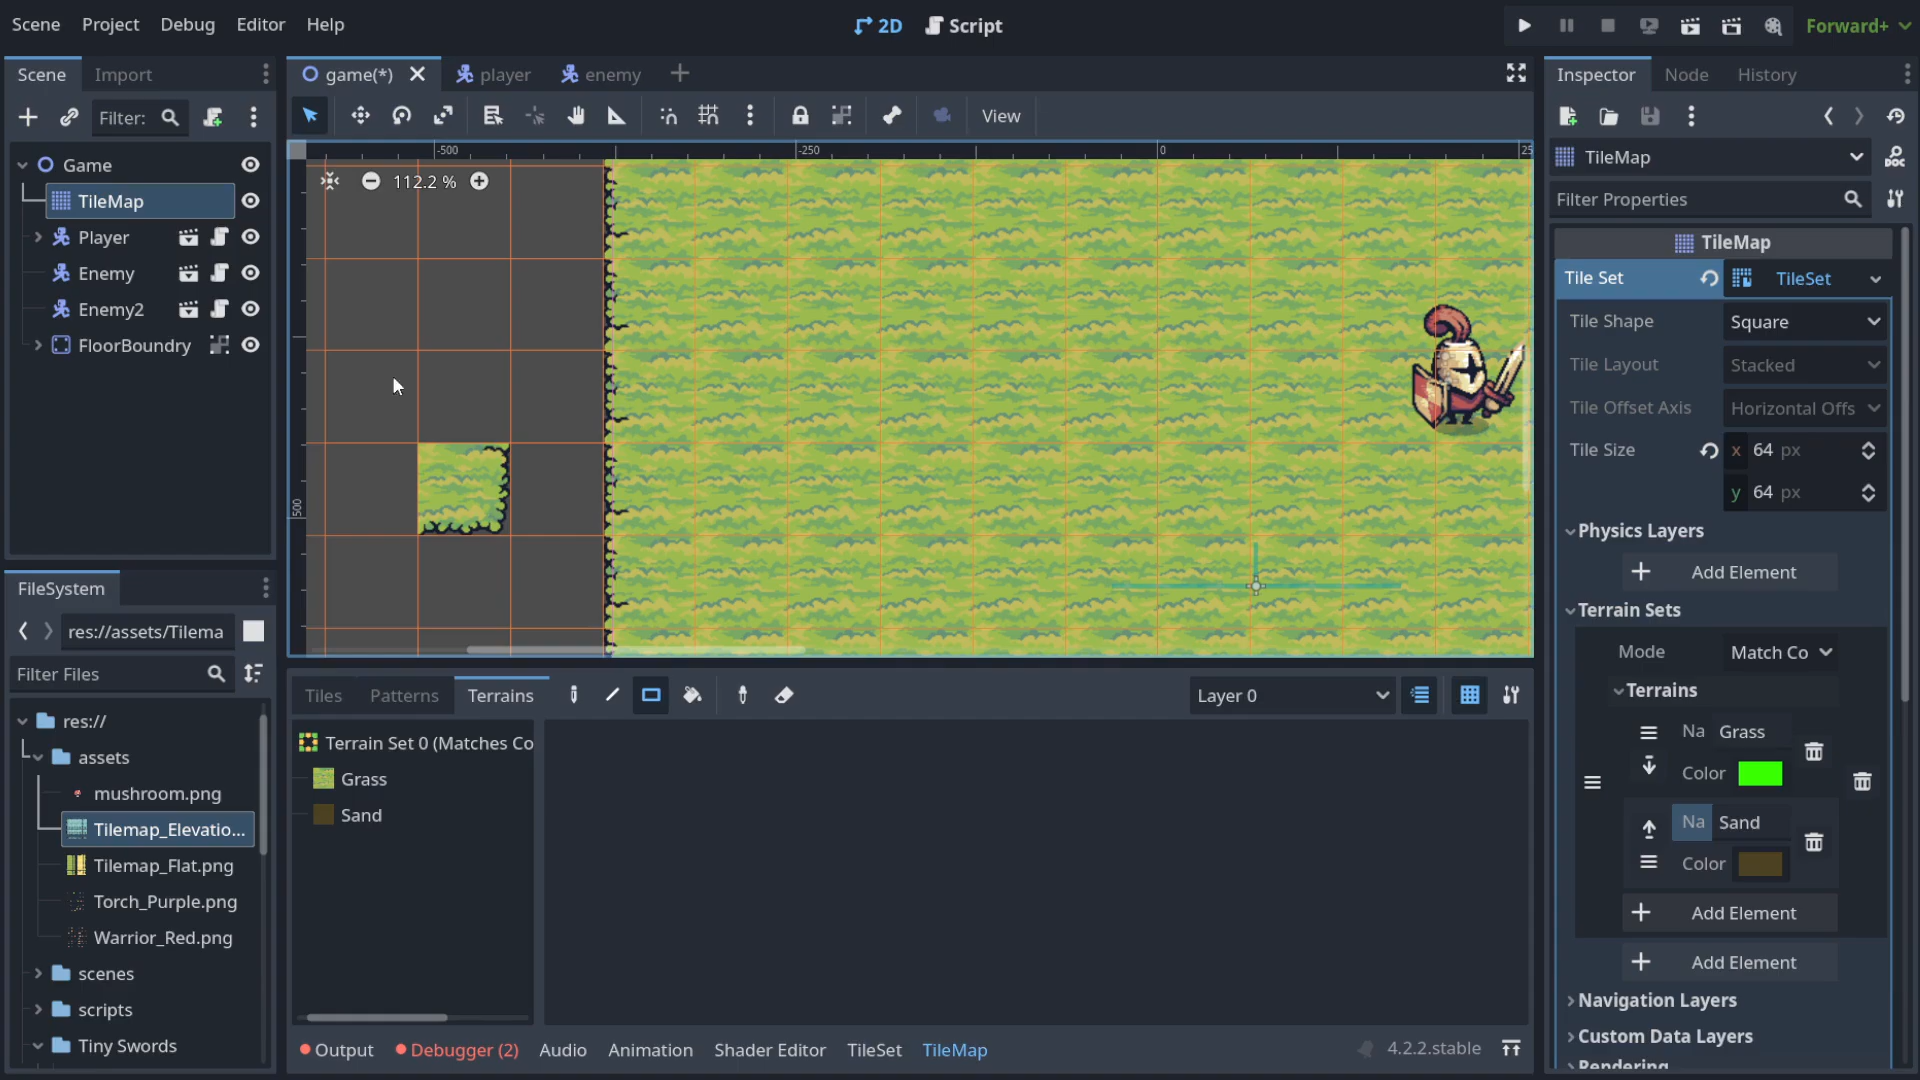 Scene Project Debug Editor Help
2D Script
Forward+
Scene Import
game(*) player enemy
Inspector Node History
Filter:
View
Game
TileMap
Player
Enemy
Enemy2
FloorBoundry
-500 -250 0 25
112.2 %
500
TileMap
Filter Properties
TileMap
Tile Set TileSet
Tile Shape Square
Tile Layout Stacked
Tile Offset Axis Horizontal Offs
Tile Size x 64 px
y 64 px
Physics Layers
Add Element
Terrain Sets
Mode Match Co
Terrains
Na Grass
Color
Na Sand
Color
Add Element
Add Element
Navigation Layers
Custom Data Layers
Rendering
FileSystem
res://assets/Tilema
Filter Files
res://
assets
mushroom.png
Tilemap_Elevatio...
Tilemap_Flat.png
Torch_Purple.png
Warrior_Red.png
scenes
scripts
Tiny Swords
Tiles Patterns Terrains
Layer 0
Terrain Set 0 (Matches Co
Grass
Sand
Output Debugger (2) Audio Animation Shader Editor TileSet TileMap
4.2.2.stable